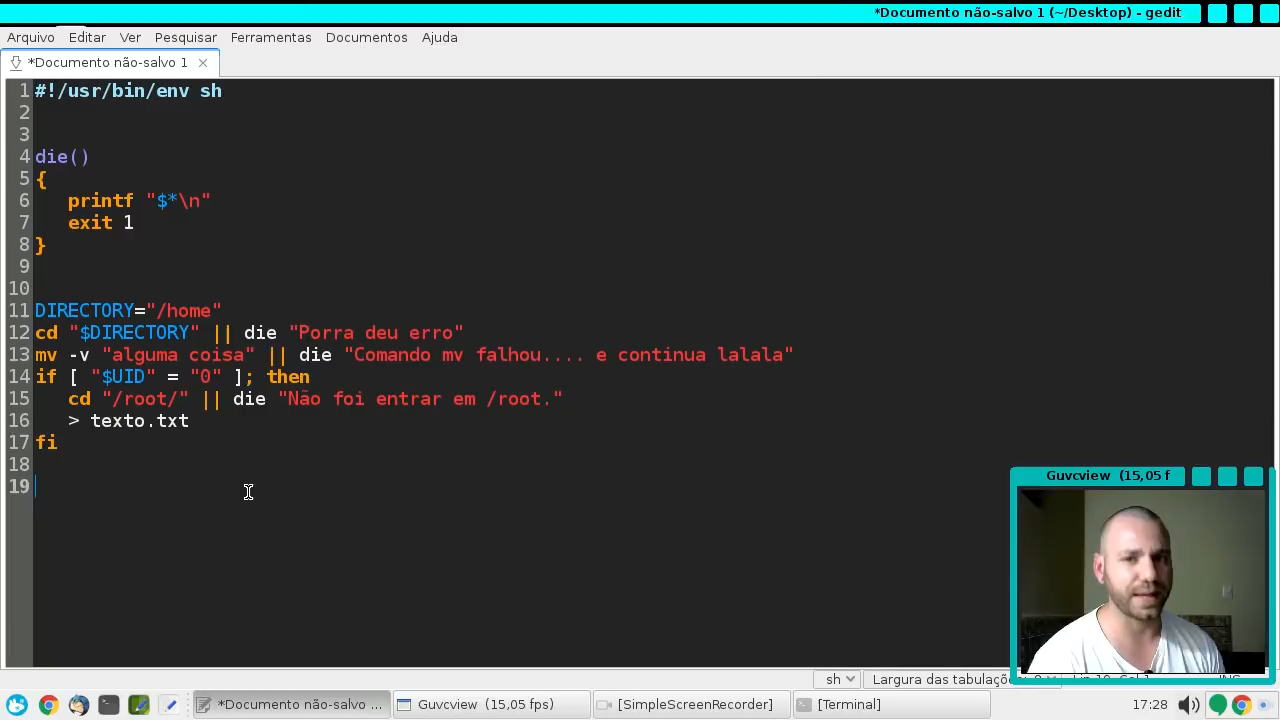 *Documento não-salvo 1 (~/Desktop) - gedit
Arquivo Editar Ver Pesquisar Ferramentas Documentos Ajuda
*Documento não-salvo 1
1 #!/usr/bin/env sh
2
3
4 die()
5 {
6 printf "$*\n"
7 exit 1
8 }
9
10
11 DIRECTORY="/home"
12 cd "$DIRECTORY" || die "Porra deu erro"
13 mv -v "alguma coisa" || die "Comando mv falhou.... e continua lalala"
14 if [ "$UID" = "0" ]; then
15 cd "/root/" || die "Não foi entrar em /root."
16 > texto.txt
17 fi
18
19
Guvcview (15,05 f
sh Largura das tabulaçõ
*Documento não-salvo ... Guvcview (15,05 fps) [SimpleScreenRecorder] [Terminal] 17:28